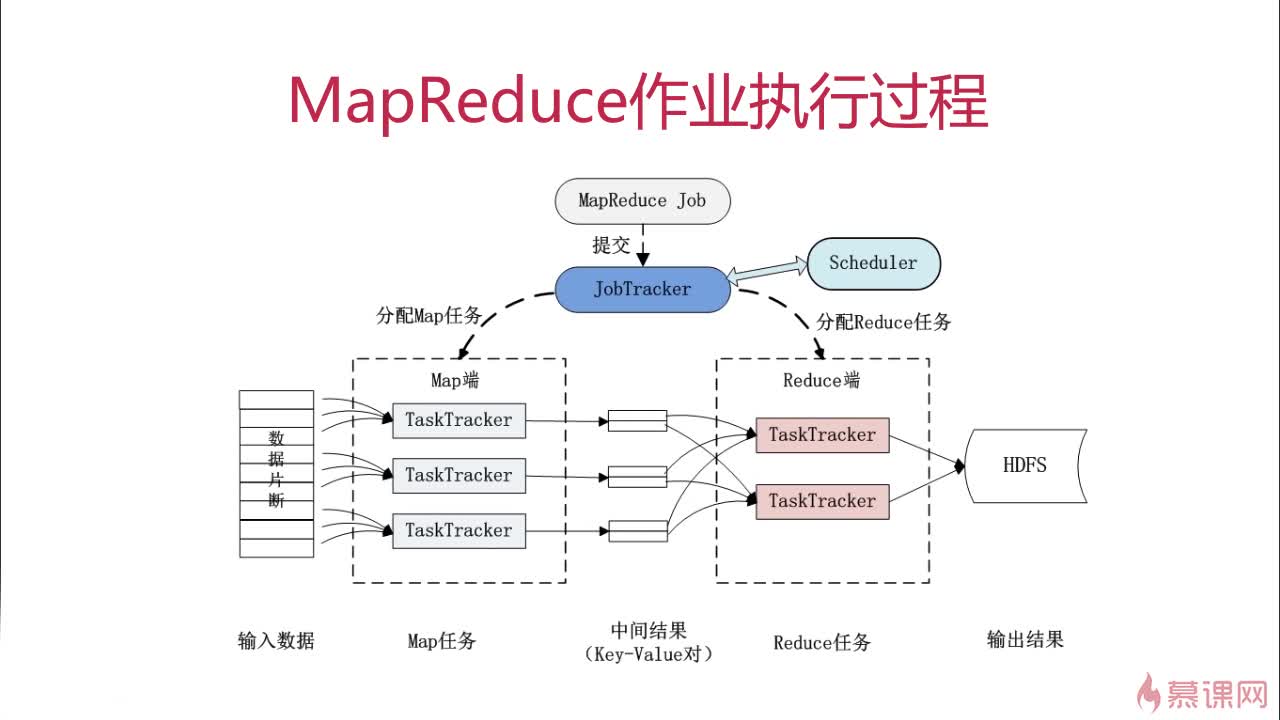 MapReduce作业执行过程
MapReduce Job
提交
Scheduler
JobTracker
分配Map任务
分配Reduce任务
Map端
Reduce端
数
据
片
断
TaskTracker
TaskTracker
TaskTracker
TaskTracker
TaskTracker
HDFS
输入数据
Map任务
中间结果
（Key-Value对）
Reduce任务
输出结果
慕课网